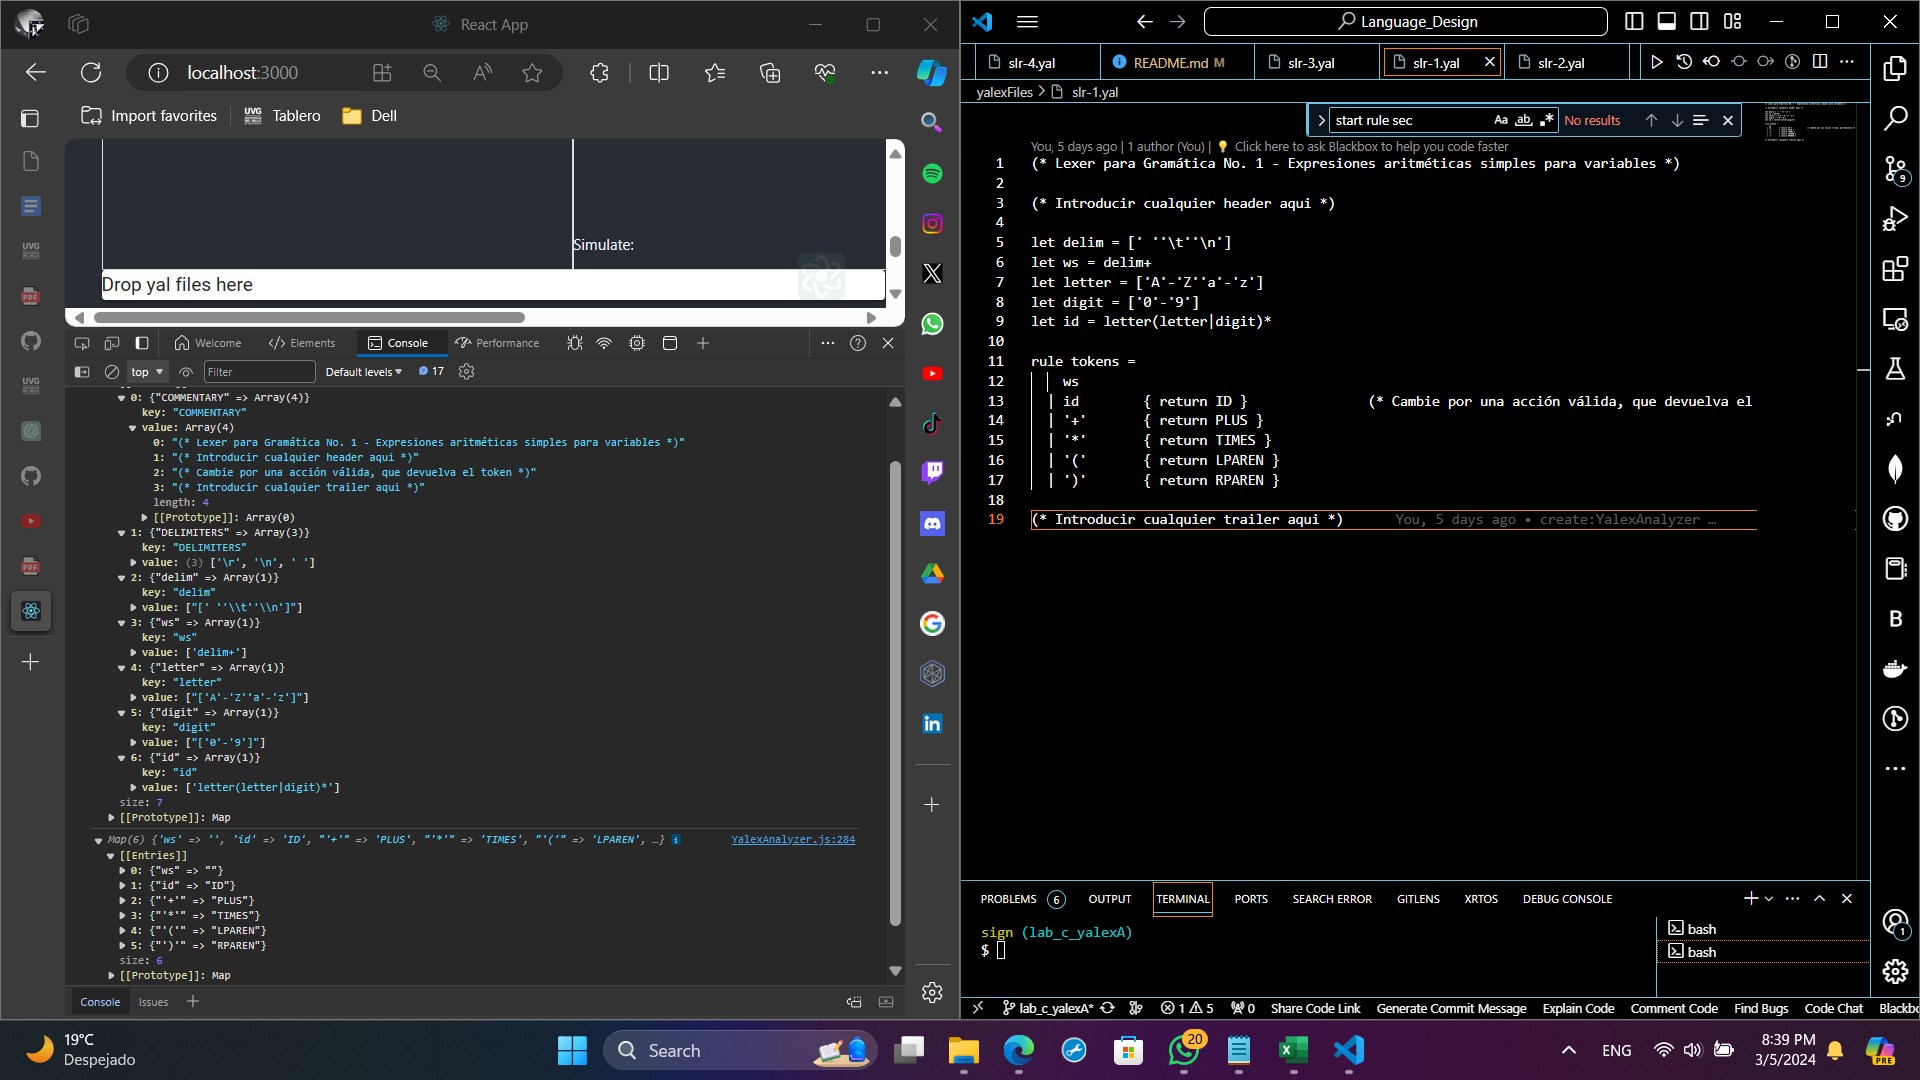 React App
localhost:3000
Import favorites
Tablero
Dell
Simulate:
Drop yal files here
Welcome
Elements
Console
Performance
top
Filter
Default levels
17
0: {"COMMENTARY" => Array(4)}
key: "COMMENTARY"
value: Array(4)
0: "(* Lexer para Gramática No. 1 - Expresiones aritméticas simples para variables *)"
1: "(* Introducir cualquier header aqui *)"
2: "(* Cambie por una acción válida, que devuelva el token *)"
3: "(* Introducir cualquier trailer aqui *)"
length: 4
[[Prototype]]: Array(0)
1: {"DELIMITERS" => Array(3)}
key: "DELIMITERS"
value: (3) ['\r', '\n', ' ']
2: {"delim" => Array(1)}
key: "delim"
value: ["[' ''\\t''\\n']"]
3: {"ws" => Array(1)}
key: "ws"
value: ['delim+']
4: {"letter" => Array(1)}
key: "letter"
value: ["['A'-'Z''a'-'z']"]
5: {"digit" => Array(1)}
key: "digit"
value: ["['0'-'9']"]
6: {"id" => Array(1)}
key: "id"
value: ['letter(letter|digit)*']
size: 7
[[Prototype]]: Map
Map(6) {'ws' => '', 'id' => 'ID', "'+'" => 'PLUS', "'*'" => 'TIMES', "'('" => 'LPAREN', …} YalexAnalyzer.js:284
[[Entries]]
0: {"ws" => ""}
1: {"id" => "ID"}
2: {"'+'" => "PLUS"}
3: {"'*'" => "TIMES"}
4: {"'('" => "LPAREN"}
5: {"')'" => "RPAREN"}
size: 6
[[Prototype]]: Map
Console
Issues
Language_Design
slr-4.yal
README.md M
slr-3.yal
slr-1.yal
slr-2.yal
yalexFiles > slr-1.yal
start rule sec
Aa
ab
No results
You, 5 days ago | 1 author (You) | Click here to ask Blackbox to help you code faster
1 (* Lexer para Gramática No. 1 - Expresiones aritméticas simples para variables *)
2
3 (* Introducir cualquier header aqui *)
4
5 let delim = [' ''\t''\n']
6 let ws = delim+
7 let letter = ['A'-'Z''a'-'z']
8 let digit = ['0'-'9']
9 let id = letter(letter|digit)*
10
11 rule tokens =
12 | ws
13 | id { return ID } (* Cambie por una acción válida, que devuelva el
14 | '+' { return PLUS }
15 | '*' { return TIMES }
16 | '(' { return LPAREN }
17 | ')' { return RPAREN }
18
19 (* Introducir cualquier trailer aqui *) You, 5 days ago • create:YalexAnalyzer …
PROBLEMS 6
OUTPUT
TERMINAL
PORTS
SEARCH ERROR
GITLENS
XRTOS
DEBUG CONSOLE
sign (lab_c_yalexA)
$
bash
bash
lab_c_yalexA*
1
5
0
Share Code Link
Generate Commit Message
Explain Code
Comment Code
Find Bugs
Code Chat
Blackbo
19°C
Despejado
Search
20
ENG
8:39 PM
3/5/2024